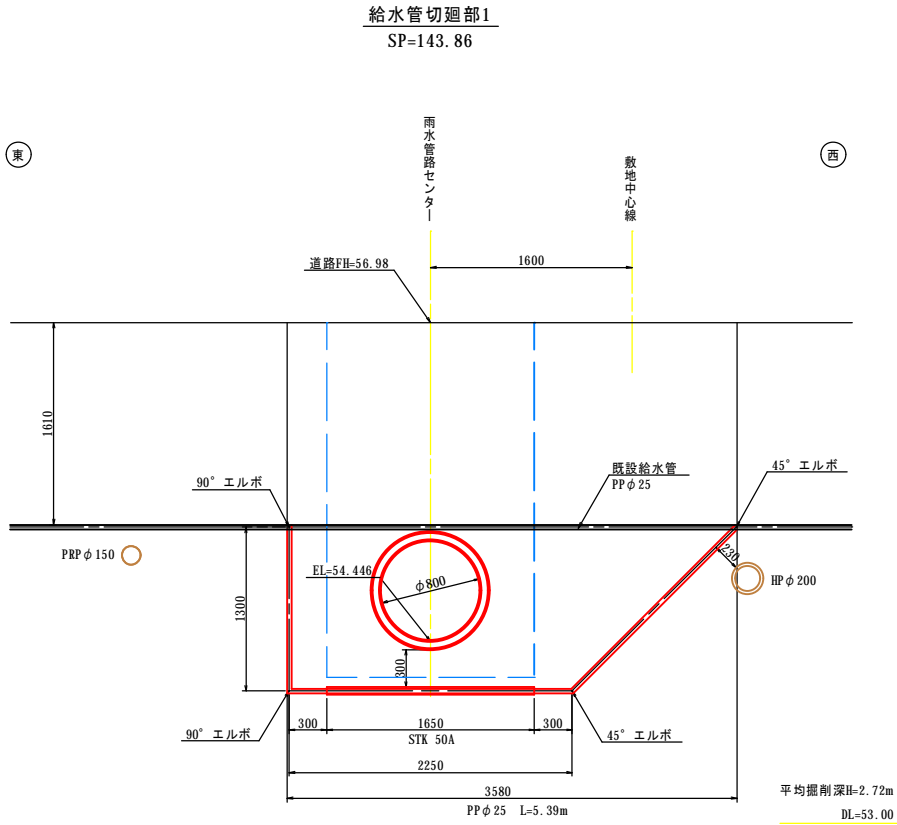 給水管切廻部1
SP=143.86
東
雨水管路センター
敷地中心線
西
道路FH=56.98
1600
1610
90°エルボ
既設給水管
PPφ25
45°エルボ
PRPφ150
EL=54.446
φ800
230
HPφ200
1300
300
90°エルボ
300
1650
300
45°エルボ
STK 50A
2250
3580
PPφ25 L=5.39m
平均掘削深H=2.72m
DL=53.00